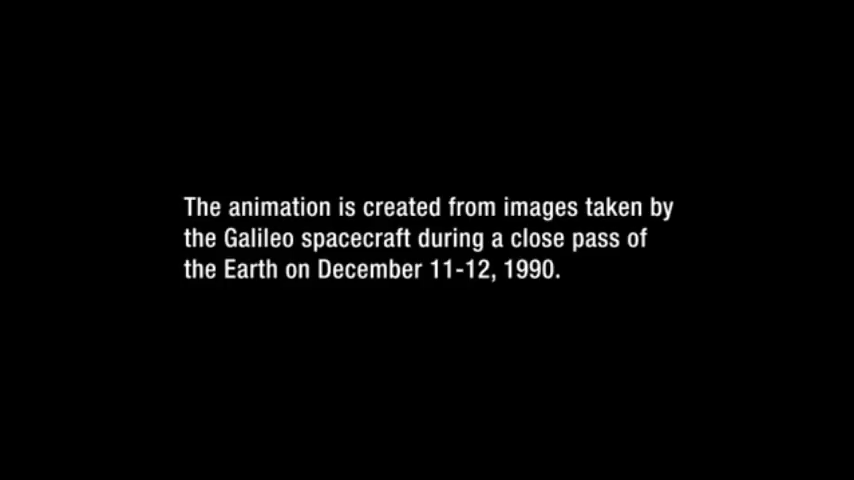 The animation is created from images taken by
the Galileo spacecraft during a close pass of
the Earth on December 11-12, 1990.